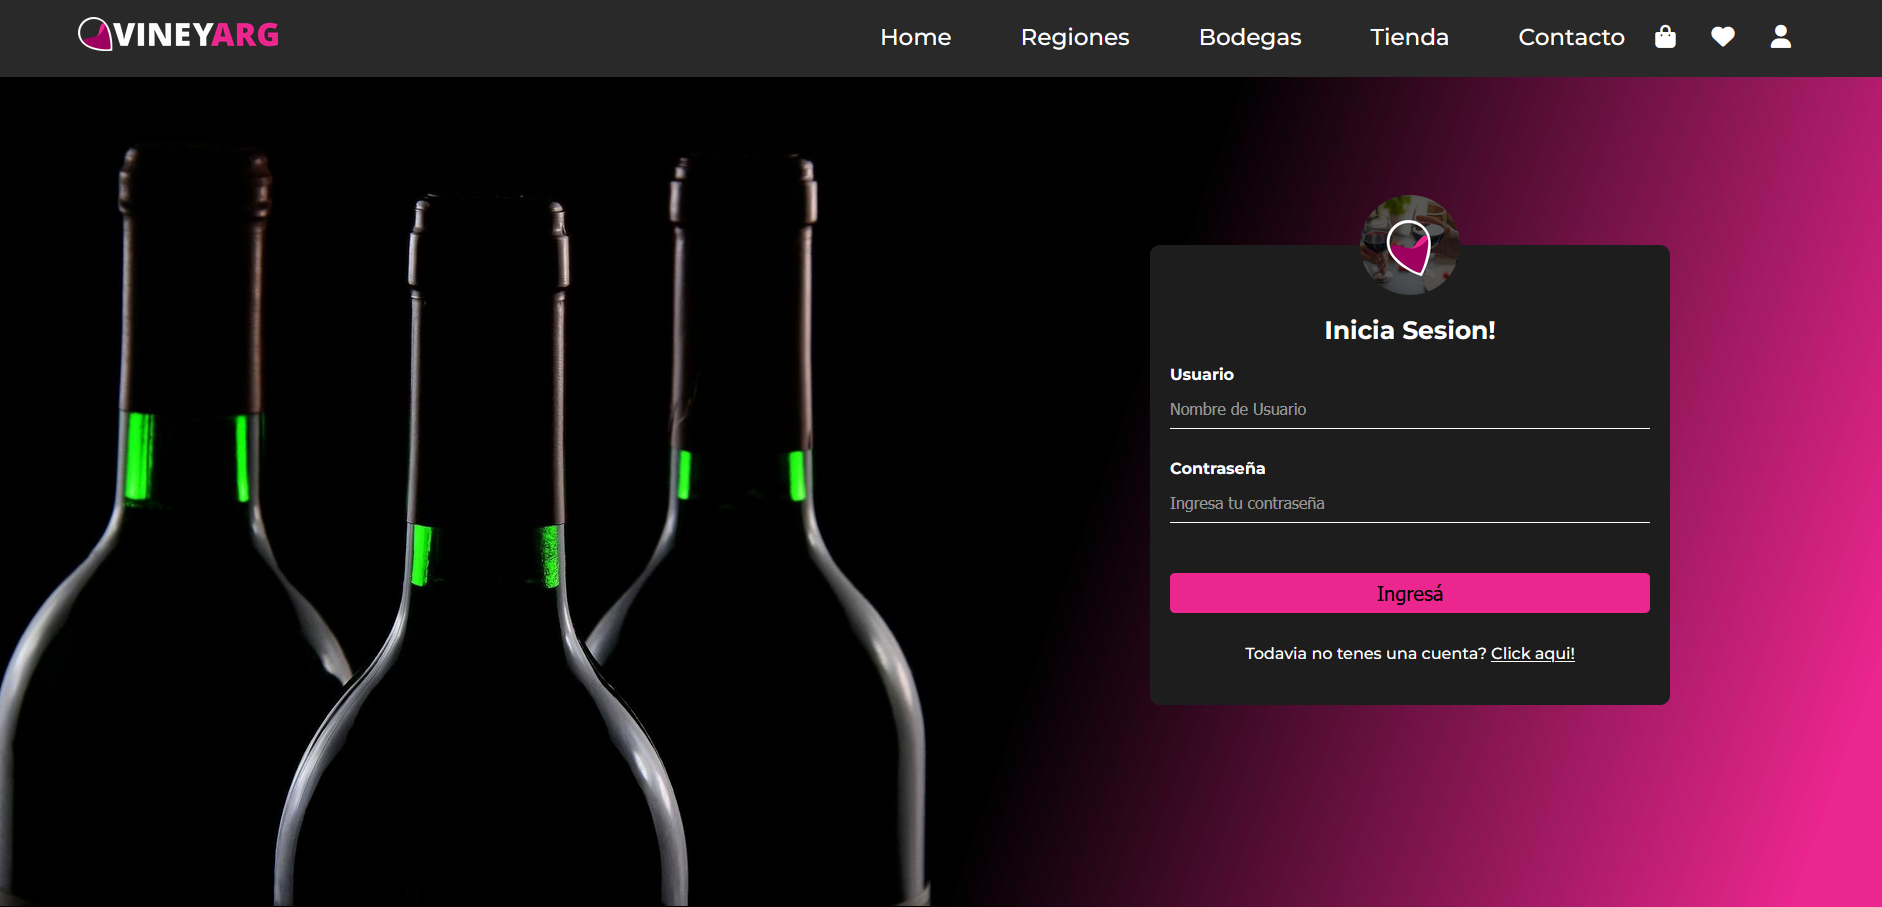 VINEYARG
Home Regiones Bodegas Tienda Contacto
Inicia Sesion!
Usuario
Nombre de Usuario
Contraseña
Ingresa tu contraseña
Ingresá
Todavia no tenes una cuenta? Click aqui!